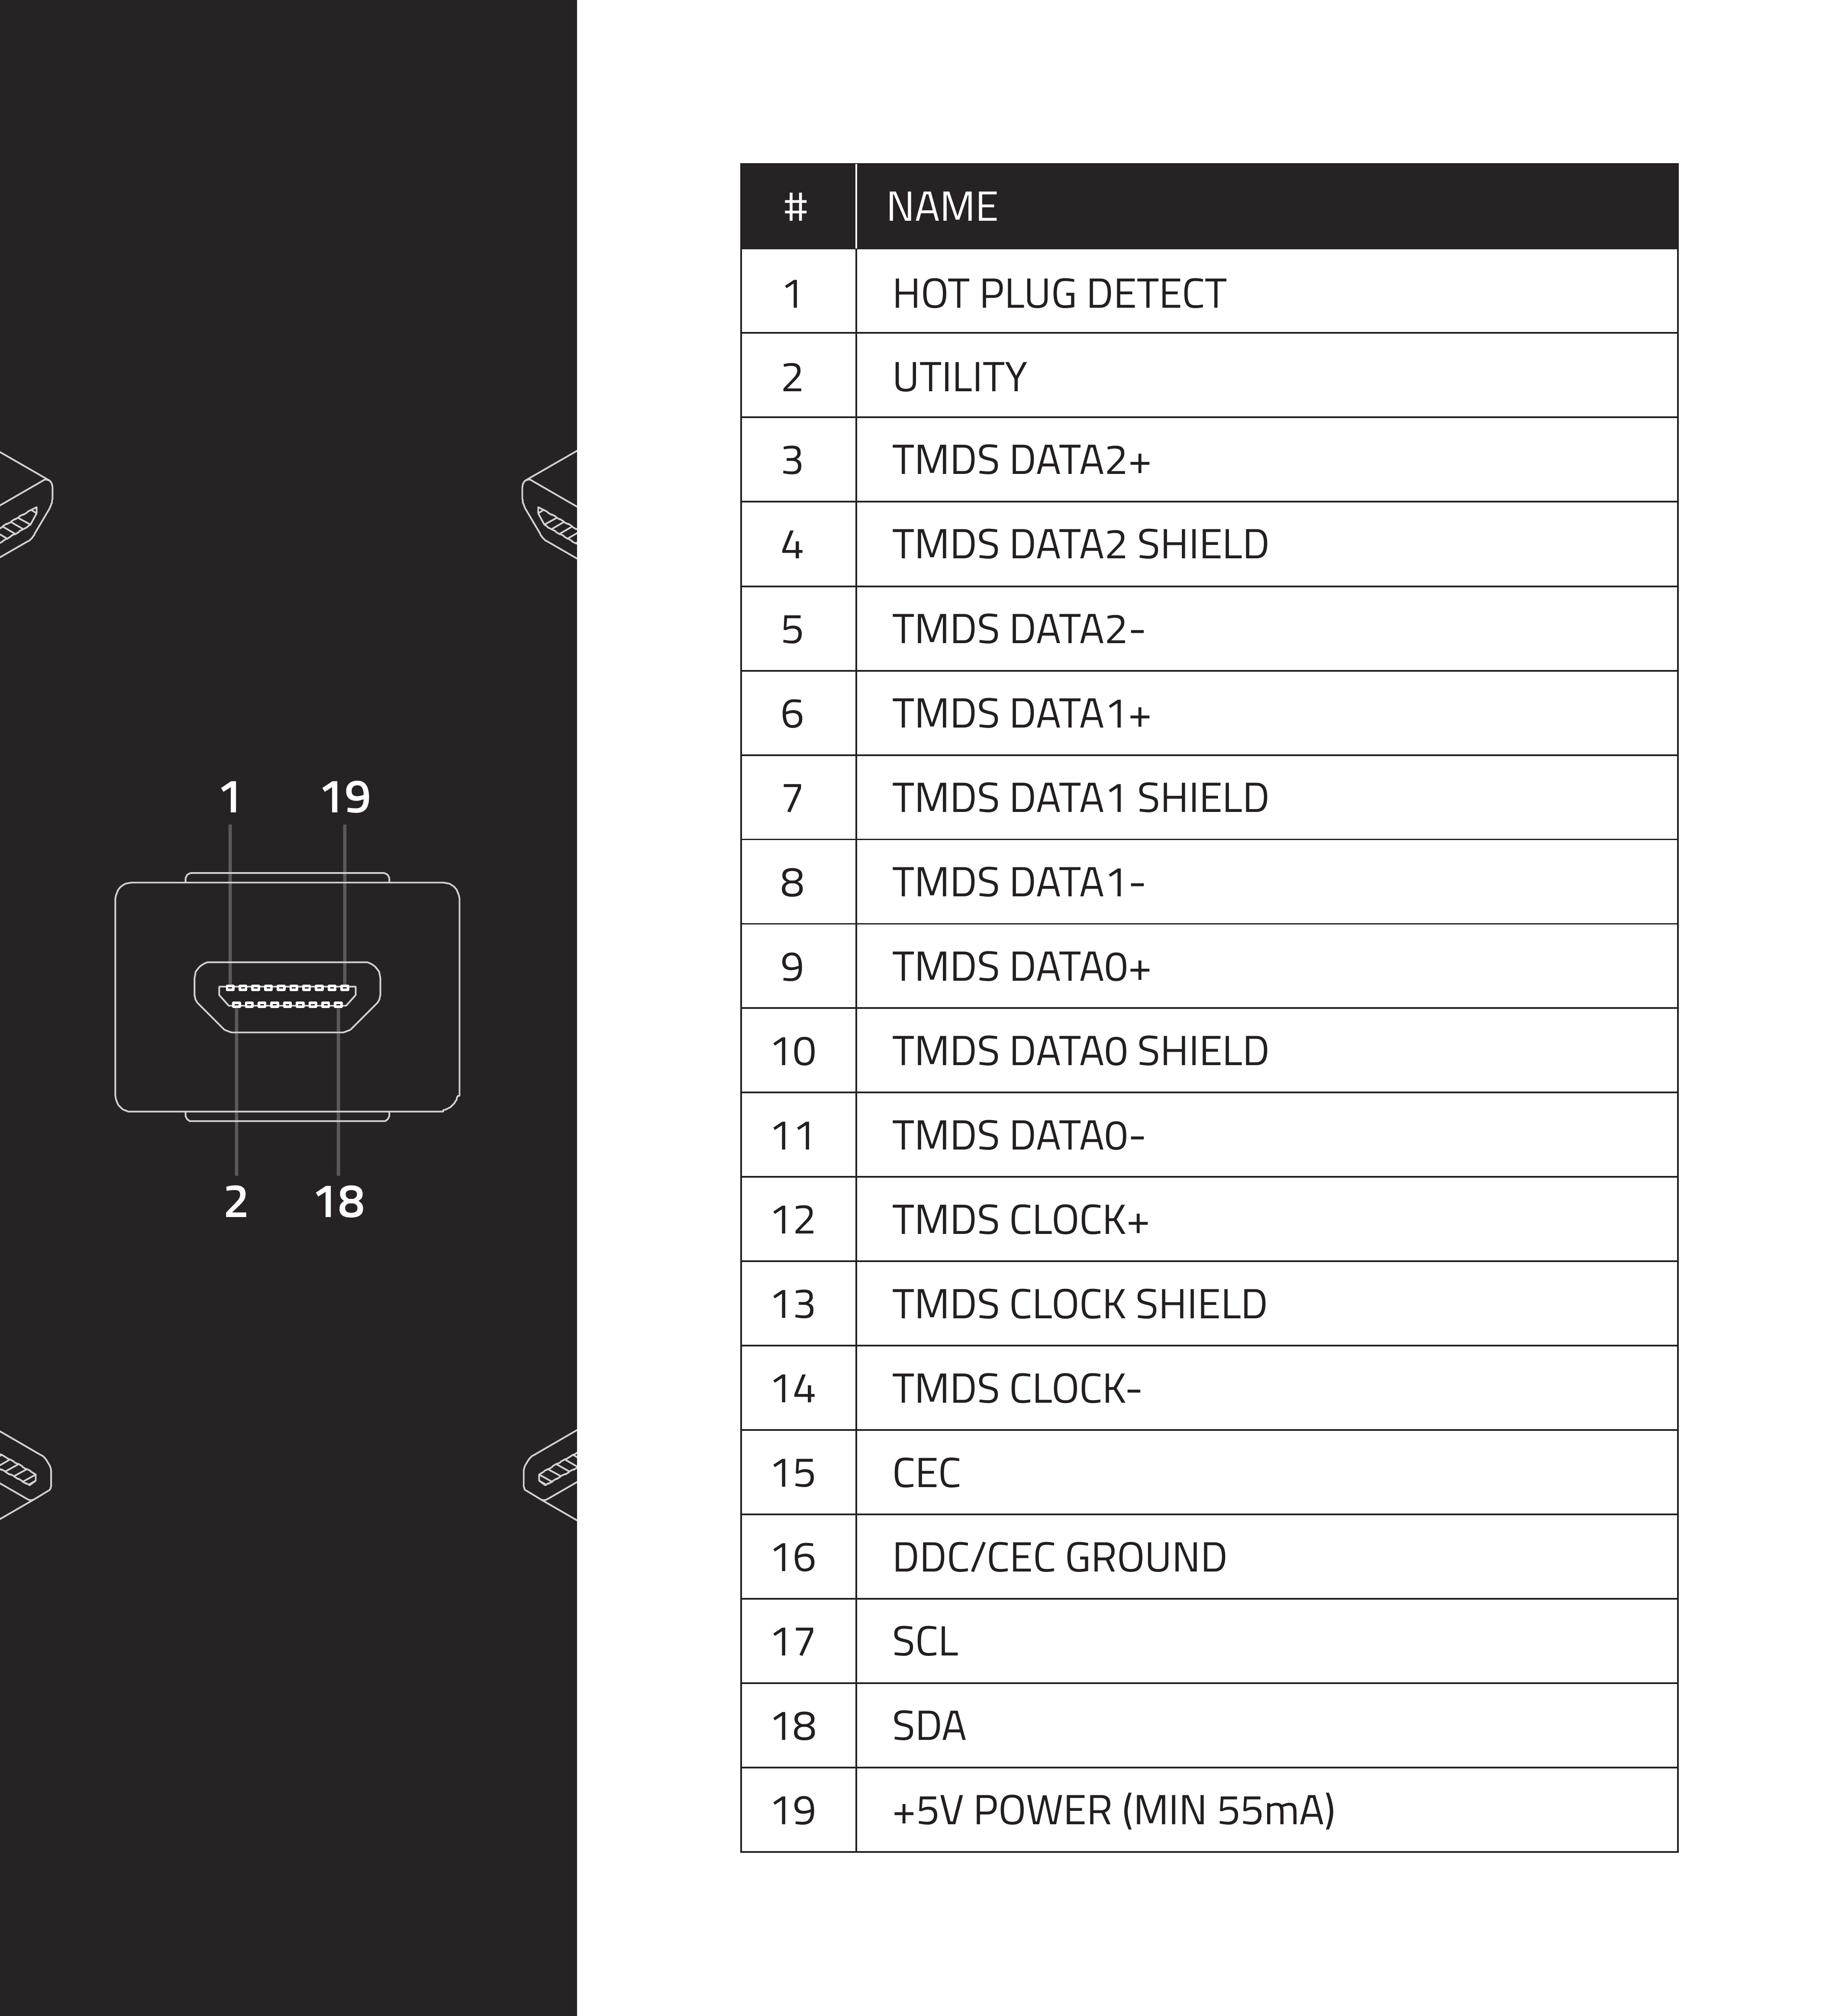 1 19
2 18
# NAME
1 HOT PLUG DETECT
2 UTILITY
3 TMDS DATA2+
4 TMDS DATA2 SHIELD
5 TMDS DATA2-
6 TMDS DATA1+
7 TMDS DATA1 SHIELD
8 TMDS DATA1-
9 TMDS DATA0+
10 TMDS DATA0 SHIELD
11 TMDS DATA0-
12 TMDS CLOCK+
13 TMDS CLOCK SHIELD
14 TMDS CLOCK-
15 CEC
16 DDC/CEC GROUND
17 SCL
18 SDA
19 +5V POWER (MIN 55mA)